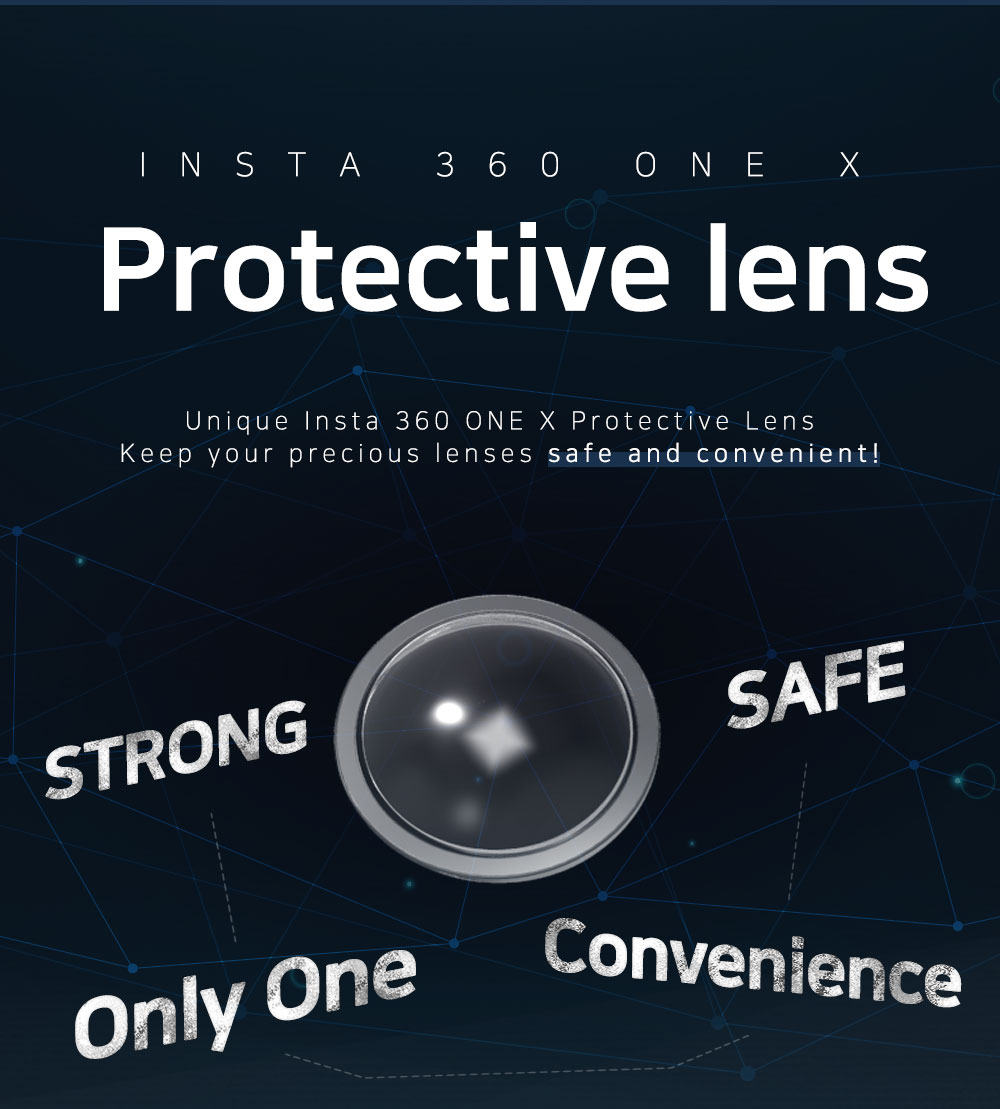 INSTA 360 ONE X
Protective lens
Unique Insta 360 ONE X Protective Lens
Keep your precious lenses safe and convenient!
STRONG
SAFE
Only One
Convenience